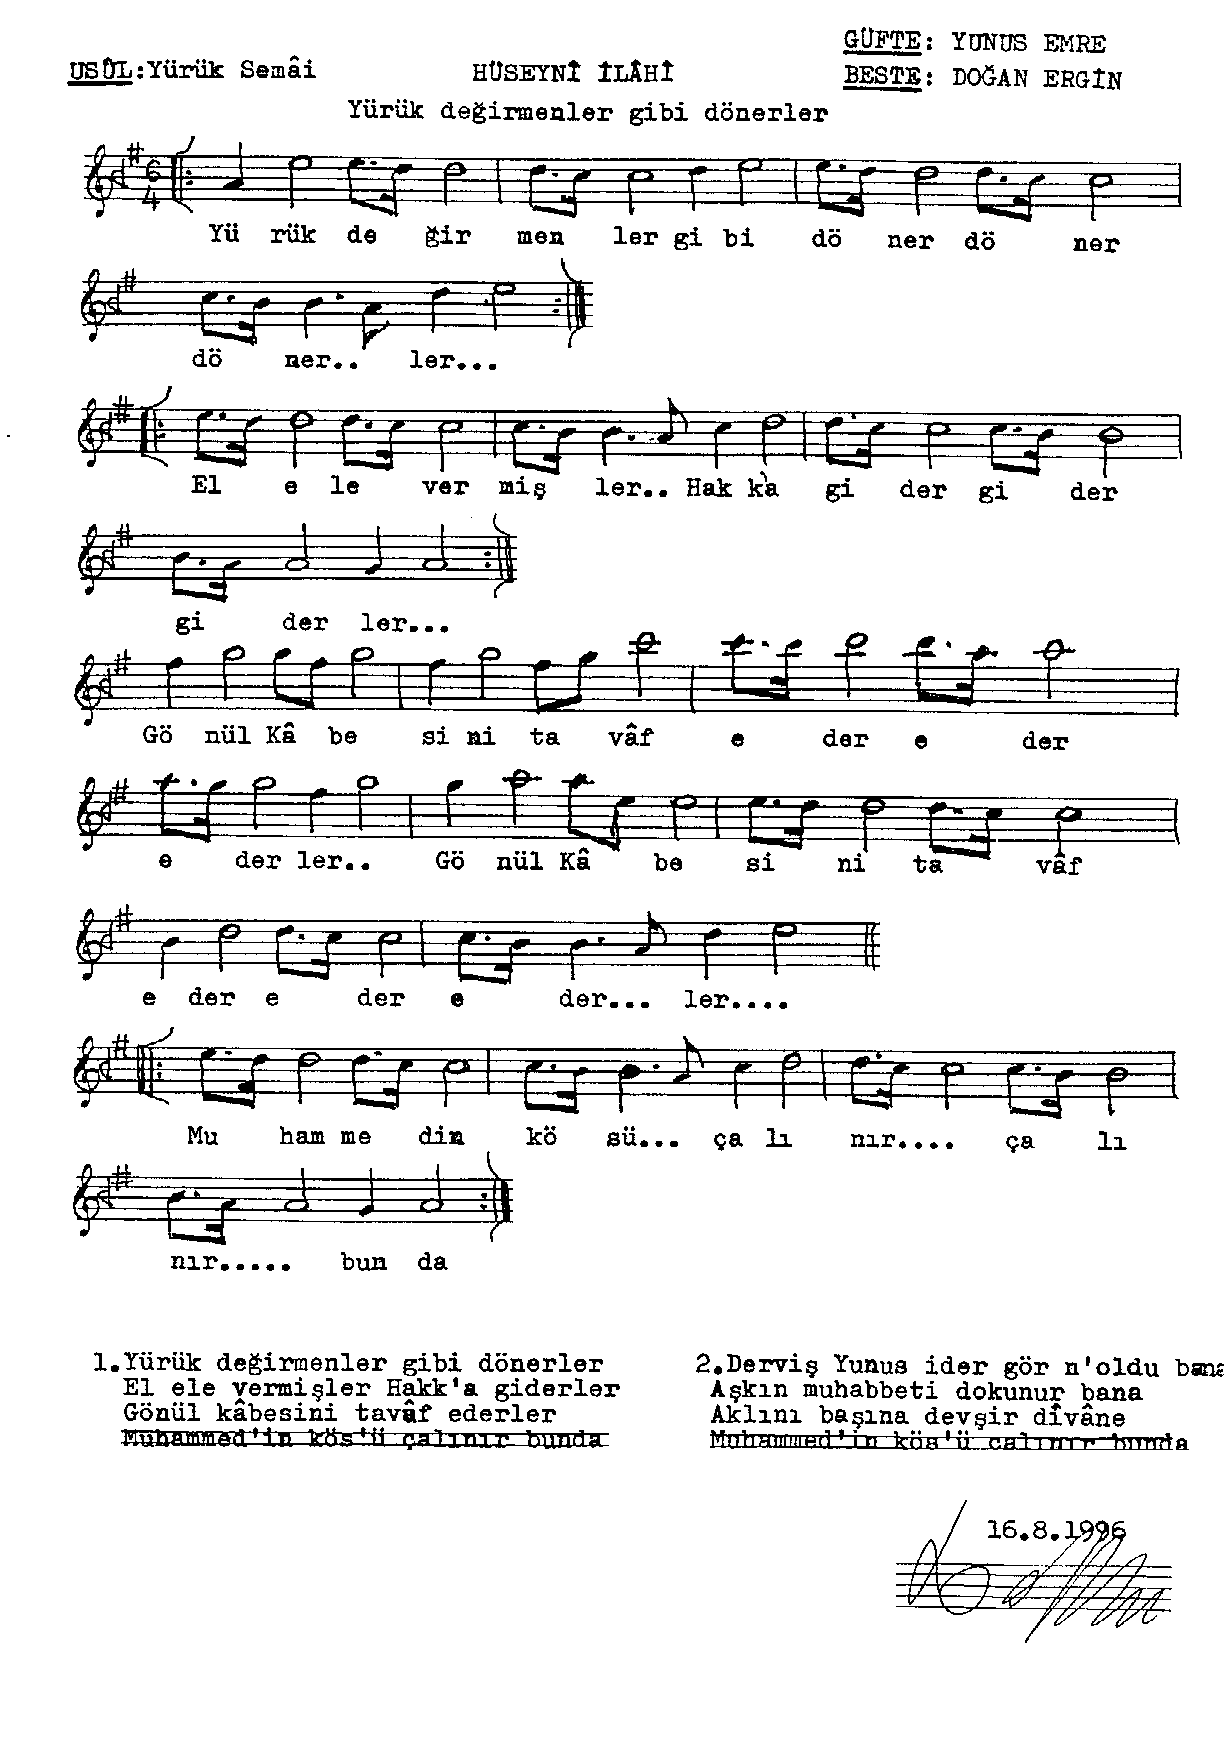 GÜFTE: YUNUS EMRE
USÛL:Yürük Semâi HÜSEYNÎ İLÂHİ BESTE: DOĞAN ERGİN
Yürük değirmenler gibi dönerler
6
4
Yü rük de ğir men ler gi bi dö ner dö ner
dö ner.. ler...
El e le ver miş ler.. Hak k'a gi der gi der
gi der ler...
Gö nül Kâ be si ni ta vâf e der e der
e der ler.. Gö nül Kâ be si ni ta vâf
e der e der e der... ler....
Mu ham me din kö sü... ça lı nır.... ça lı
nır..... bun da
1.Yürük değirmenler gibi dönerler
El ele vermişler Hakk'a giderler
Gönül kâbesini tavâf ederler
Muhammed'in kös'ü çalınır bunda
2.Derviş Yunus ider gör n'oldu bana
Aşkın muhabbeti dokunur bana
Aklını başına devşir dîvâne
Muhammed'in kös'ü çalınır bunda
16.8.1996